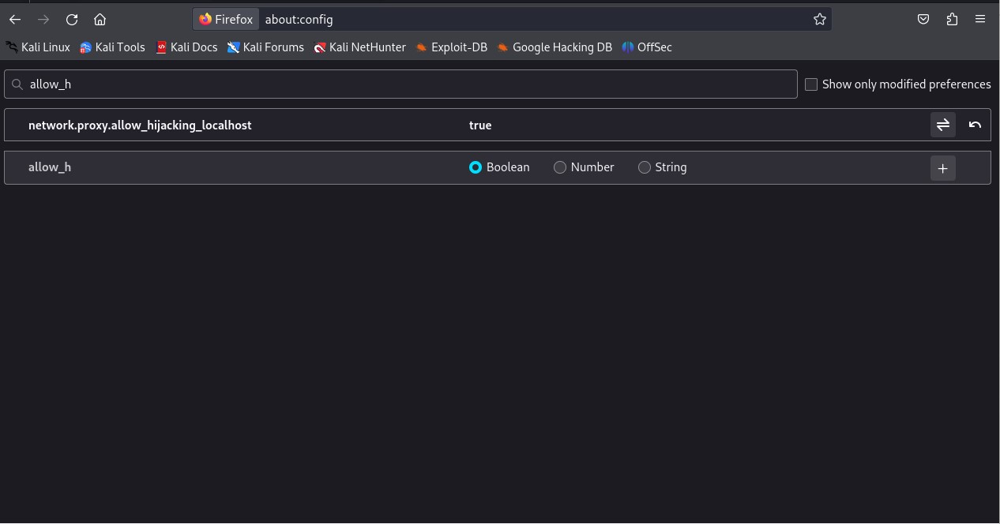 Firefox about:config
Kali Linux Kali Tools Kali Docs Kali Forums Kali NetHunter Exploit-DB Google Hacking DB OffSec
allow_h Show only modified preferences
network.proxy.allow_hijacking_localhost true
allow_h Boolean Number String